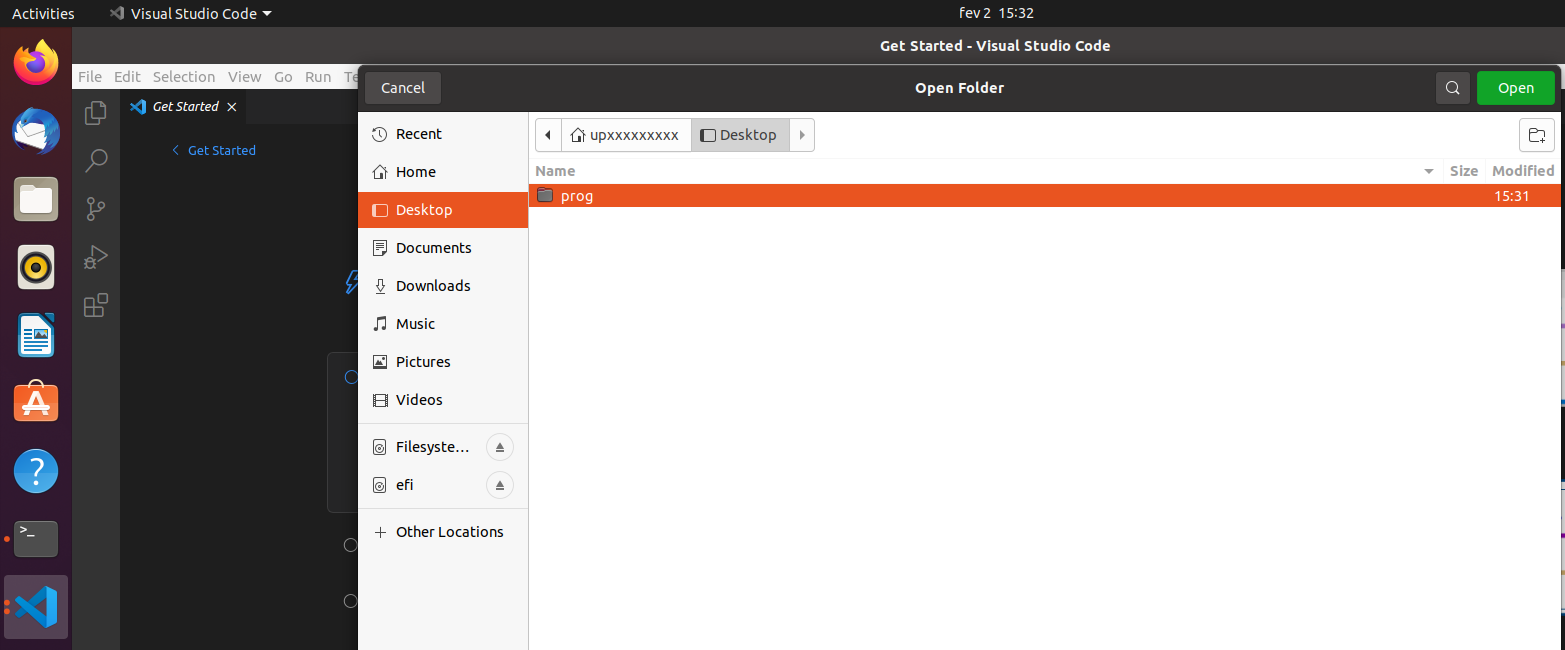 Activities Visual Studio Code fev 2 15:32
Get Started - Visual Studio Code
File Edit Selection View Go Run Te
Cancel Open Folder Open
Get Started
Get Started
Recent
Home
Desktop
Documents
Downloads
Music
Pictures
Videos
Filesyste...
efi
Other Locations
upxxxxxxxxx Desktop
Name Size Modified
prog 15:31